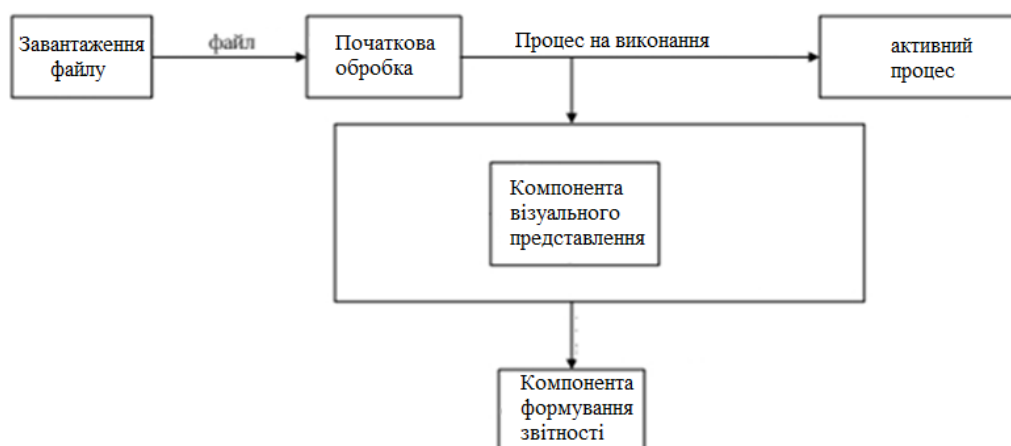 Завантаження
файлу
файл
Початкова
обробка
Процес на виконання
активний
процес
Компонента
візуального
представлення
Компонента
формування
звітності